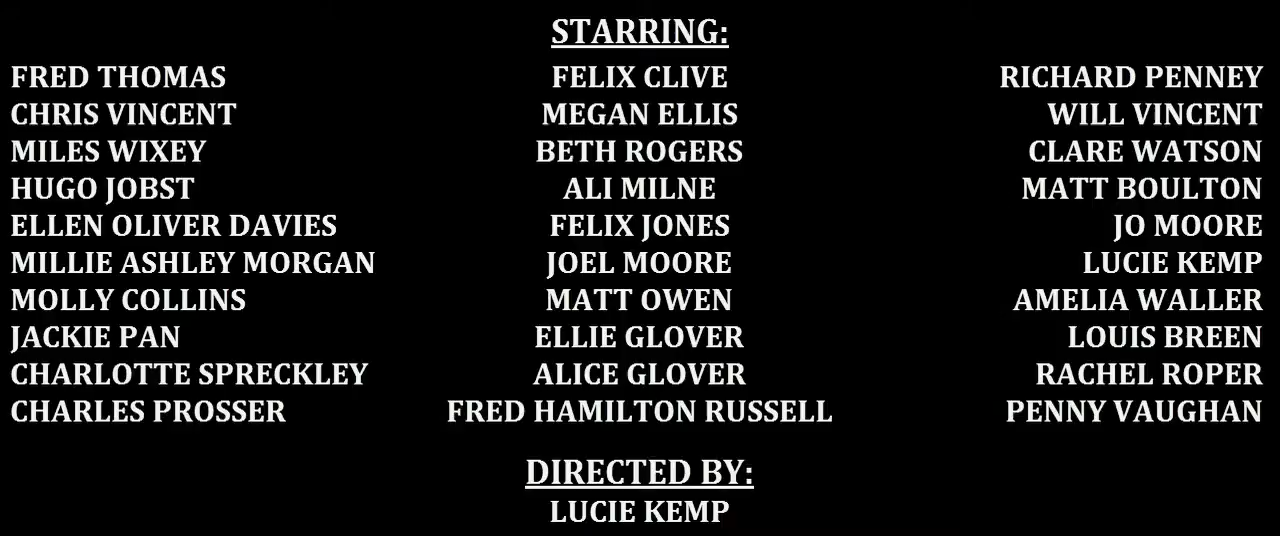 STARRING:
FRED THOMAS FELIX CLIVE RICHARD PENNEY
CHRIS VINCENT MEGAN ELLIS WILL VINCENT
MILES WIXEY BETH ROGERS CLARE WATSON
HUGO JOBST ALI MILNE MATT BOULTON
ELLEN OLIVER DAVIES FELIX JONES JO MOORE
MILLIE ASHLEY MORGAN JOEL MOORE LUCIE KEMP
MOLLY COLLINS MATT OWEN AMELIA WALLER
JACKIE PAN ELLIE GLOVER LOUIS BREEN
CHARLOTTE SPRECKLEY ALICE GLOVER RACHEL ROPER
CHARLES PROSSER FRED HAMILTON RUSSELL PENNY VAUGHAN
DIRECTED BY:
LUCIE KEMP